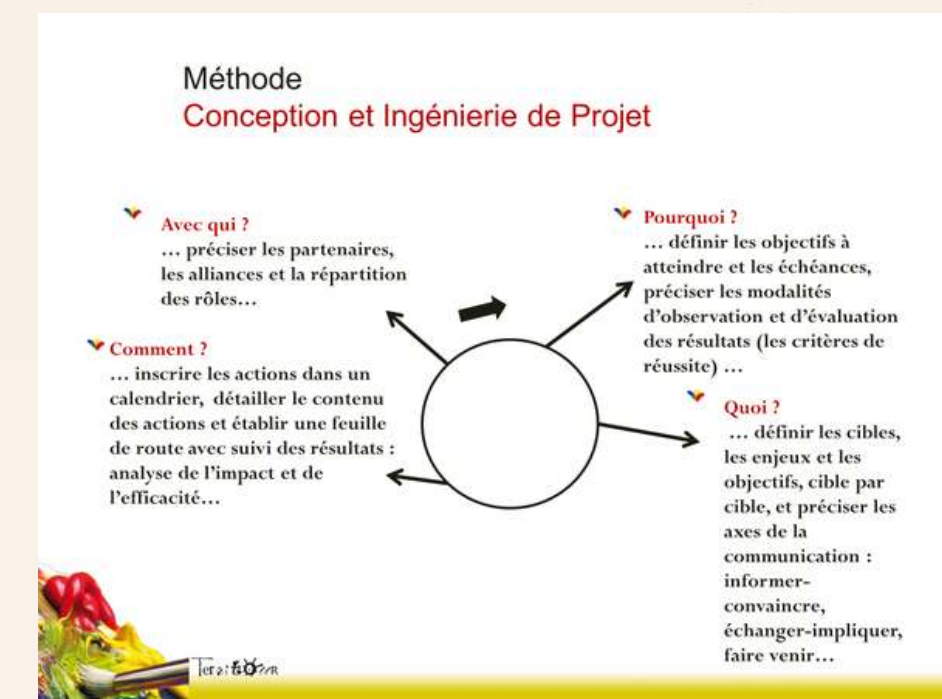 Méthode
Conception et Ingénierie de Projet
Avec qui ?
… préciser les partenaires,
les alliances et la répartition
des rôles…
Pourquoi ?
… définir les objectifs à
atteindre et les échéances,
préciser les modalités
d’observation et d’évaluation
des résultats (les critères de
réussite) …
Comment ?
… inscrire les actions dans un
calendrier, détailler le contenu
des actions et établir une feuille
de route avec suivi des résultats :
analyse de l’impact et de
l’efficacité…
Quoi ?
… définir les cibles,
les enjeux et les
objectifs, cible par
cible, et préciser les
axes de la
communication :
informer-
convaincre,
échanger-impliquer,
faire venir…